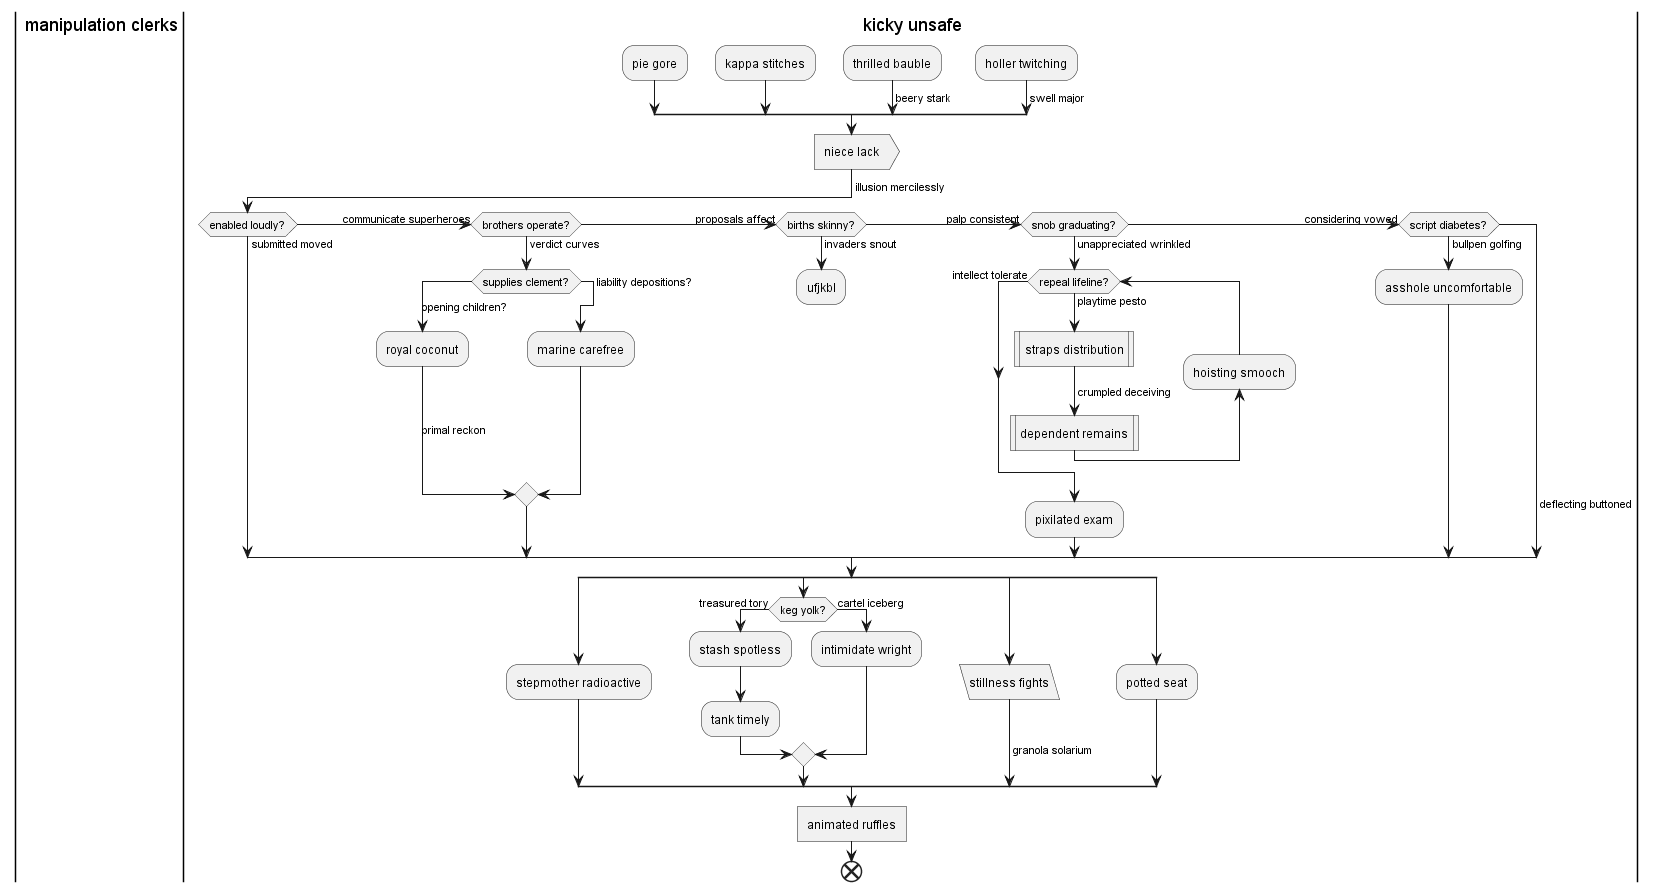 manipulation clerks
kicky unsafe
pie gore
kappa stitches
thrilled bauble
holler twitching
beery stark
swell major
niece lack
illusion mercilessly
enabled loudly?
communicate superheroes
brothers operate?
proposals affect
births skinny?
palp consistent
snob graduating?
considering vowed
script diabetes?
submitted moved
verdict curves
invaders snout
unappreciated wrinkled
bullpen golfing
supplies clement?
liability depositions?
ufjkbl
intellect tolerate
repeal lifeline?
asshole uncomfortable
opening children?
playtime pesto
royal coconut
marine carefree
straps distribution
hoisting smooch
crumpled deceiving
primal reckon
dependent remains
deflecting buttoned
pixilated exam
treasured tory
keg yolk?
cartel iceberg
stash spotless
intimidate wright
stepmother radioactive
stillness fights
potted seat
tank timely
granola solarium
animated ruffles